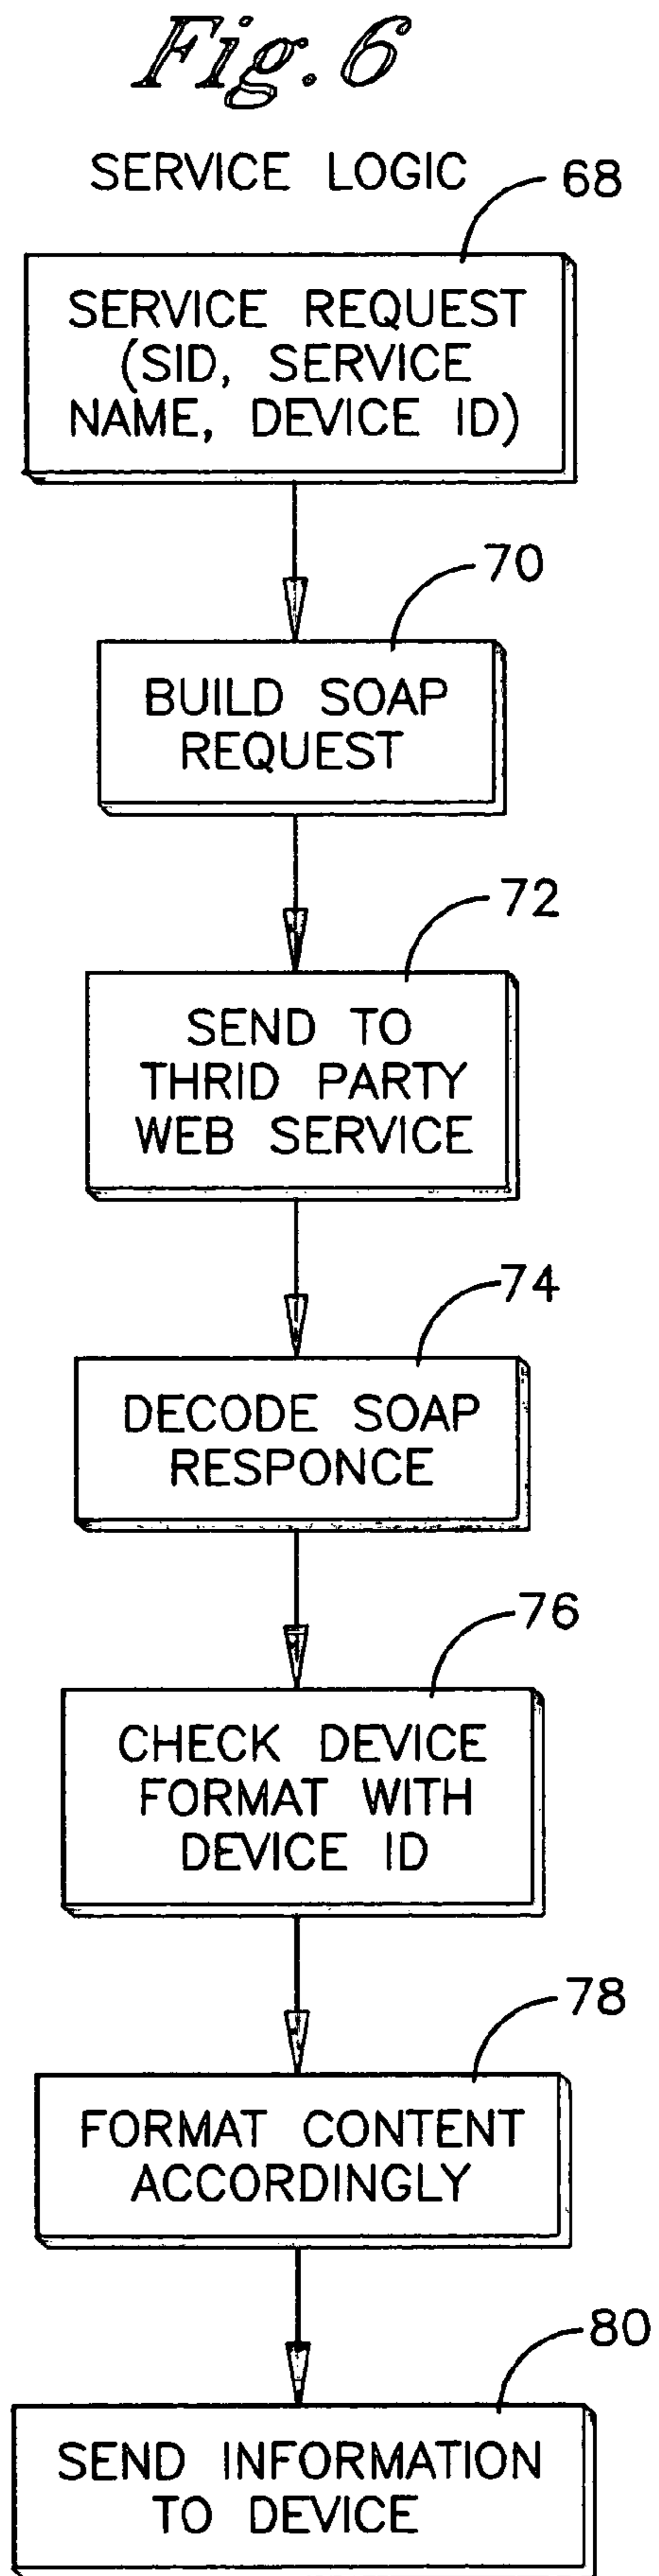 Fig. 6
SERVICE LOGIC
68
SERVICE REQUEST
(SID, SERVICE
NAME, DEVICE ID)
70
BUILD SOAP
REQUEST
72
SEND TO
THRID PARTY
WEB SERVICE
74
DECODE SOAP
RESPONCE
76
CHECK DEVICE
FORMAT WITH
DEVICE ID
78
FORMAT CONTENT
ACCORDINGLY
80
SEND INFORMATION
TO DEVICE